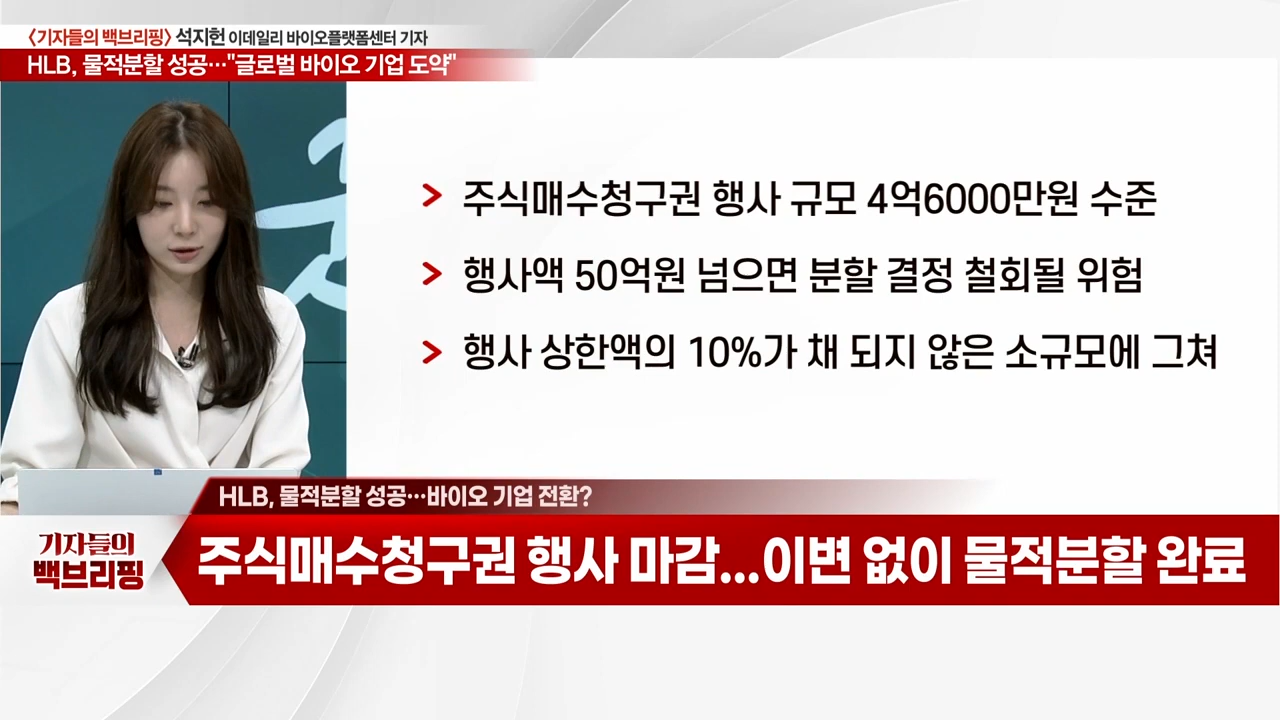 〈기자들의 백브리핑〉 석지헌 이데일리 바이오플랫폼센터 기자
HLB, 물적분할 성공…"글로벌 바이오 기업 도약"
> 주식매수청구권 행사 규모 4억6000만원 수준
> 행사액 50억원 넘으면 분할 결정 철회될 위험
> 행사 상한액의 10%가 채 되지 않은 소규모에 그쳐
HLB, 물적분할 성공…바이오 기업 전환?
기자들의
백브리핑
주식매수청구권 행사 마감...이변 없이 물적분할 완료